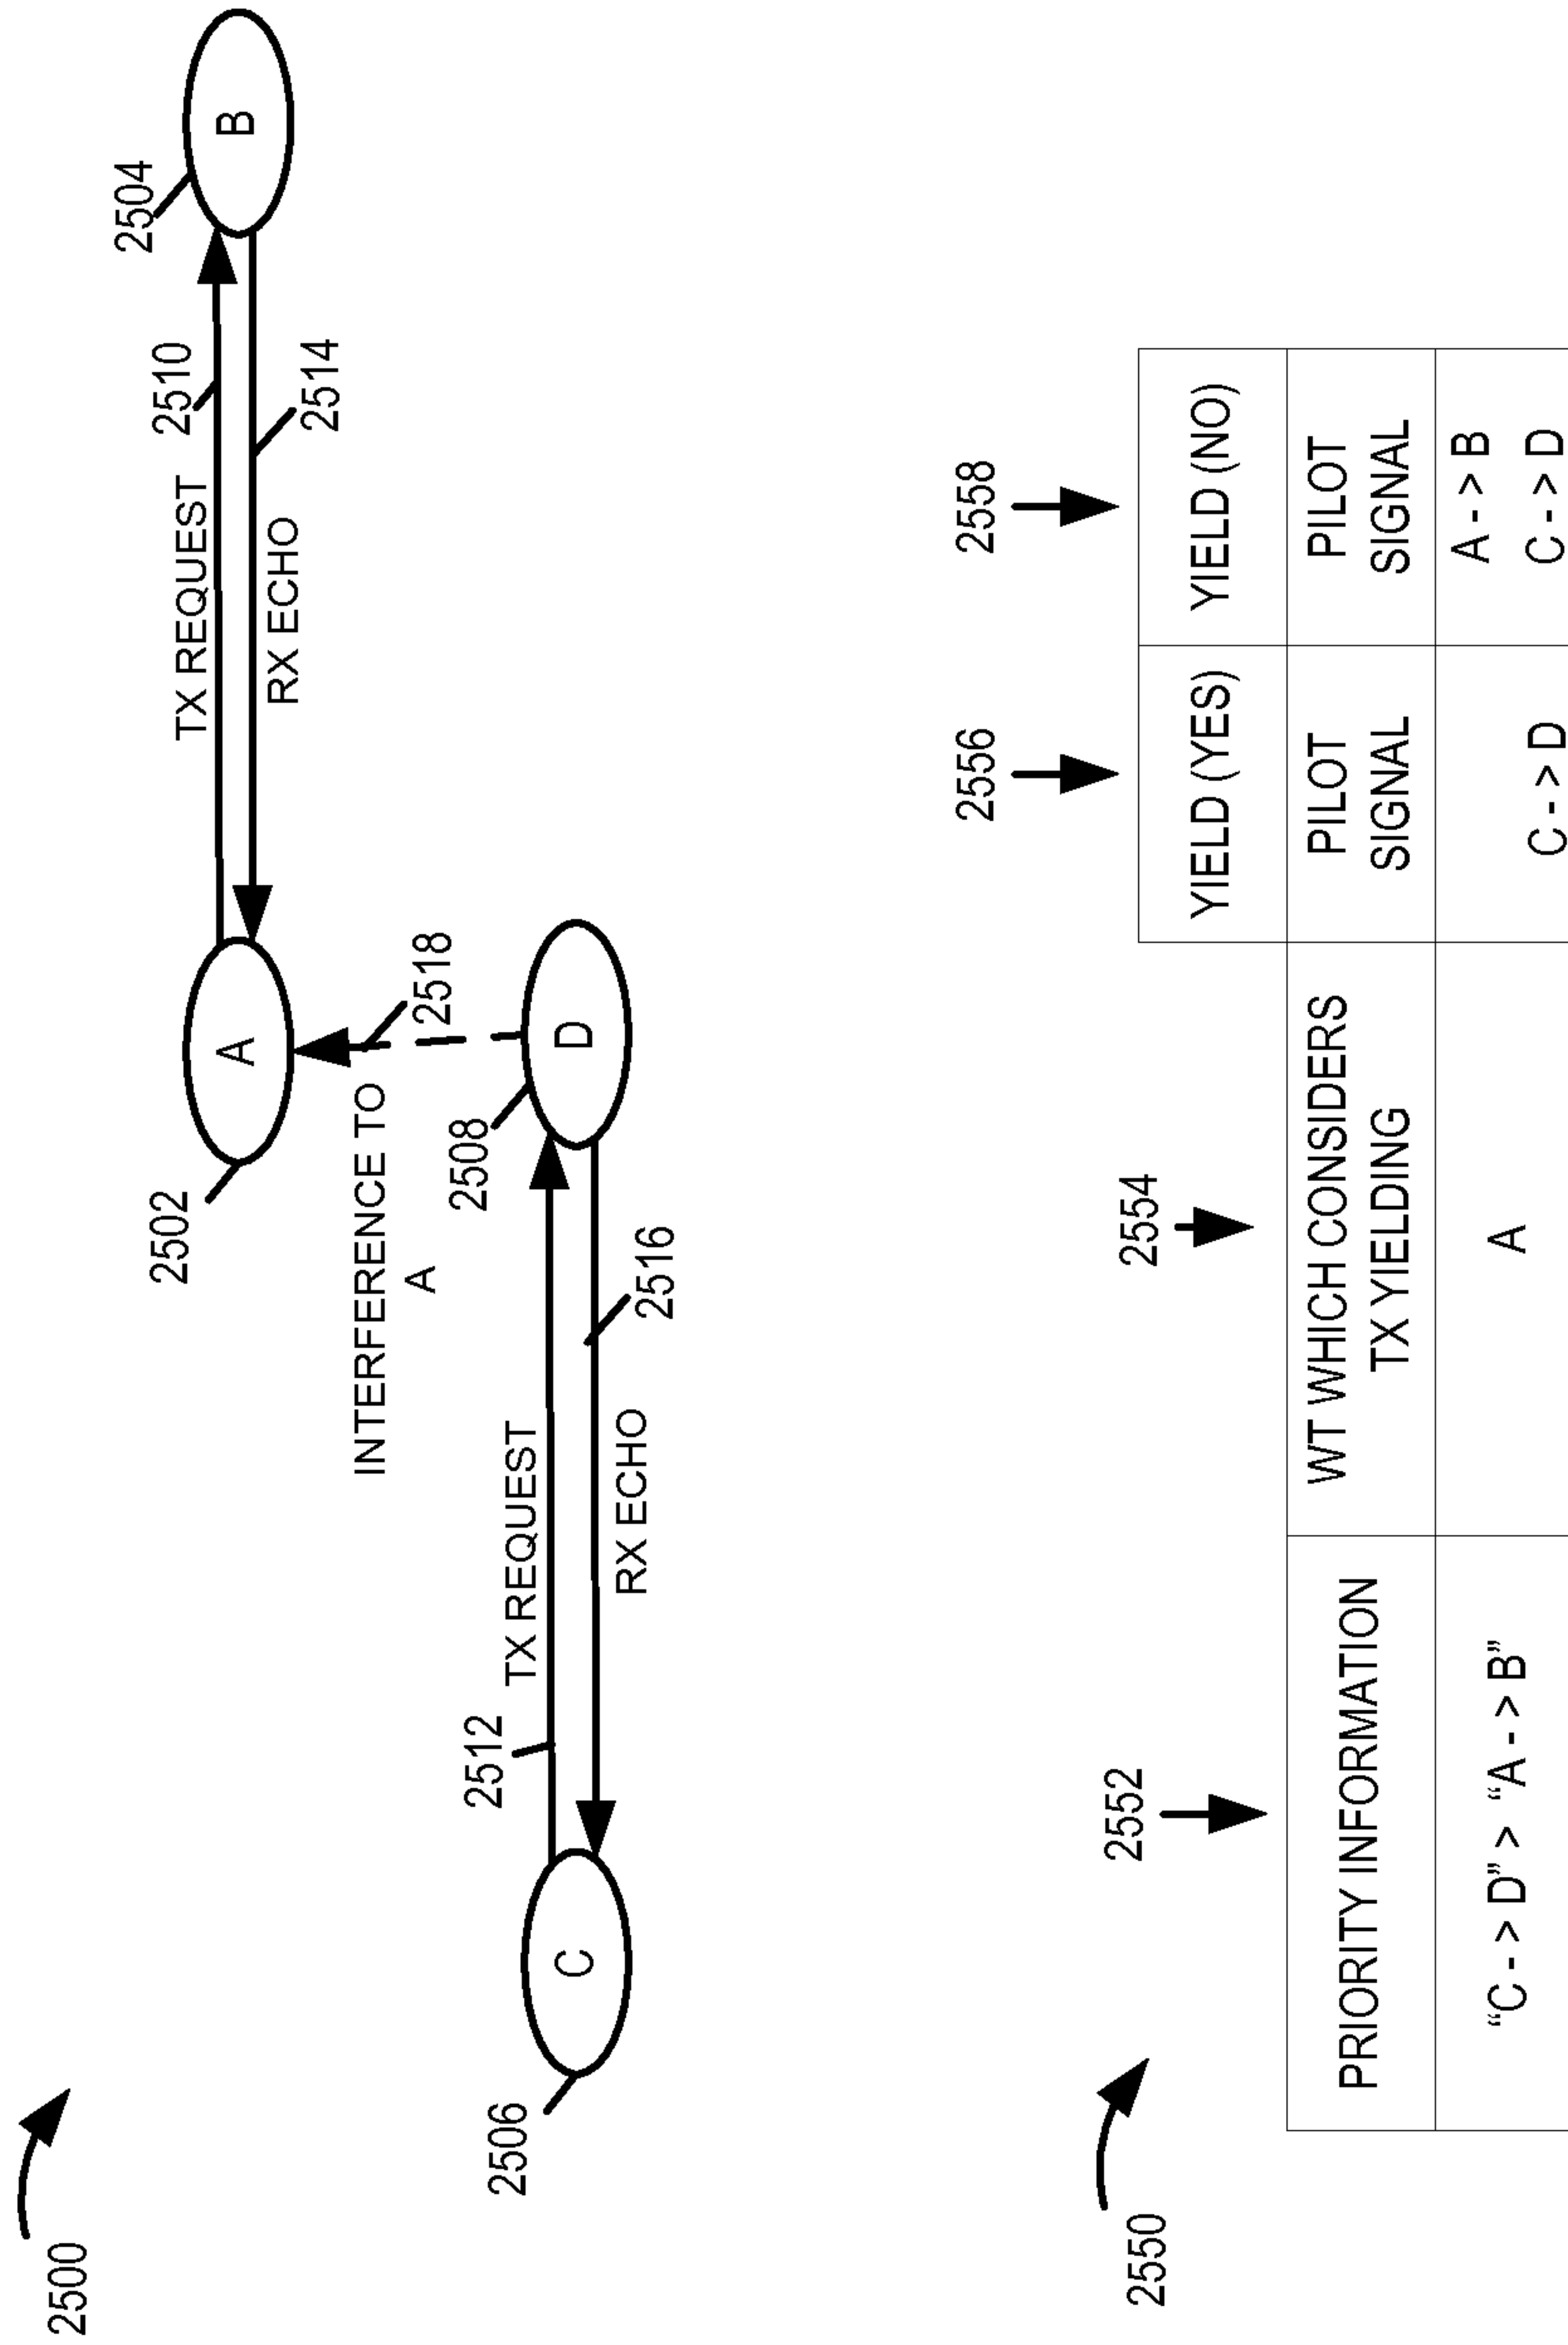 2500
2504
B
2510
TX REQUEST
RX ECHO
2514
A
2502
INTERFERENCE TO
A
2518
2508
D
TX REQUEST
2512
RX ECHO
2516
C
2506
2550
2552
2554
2556
2558
YIELD (YES)
YIELD (NO)
PRIORITY INFORMATION
WT WHICH CONSIDERS
TX YIELDING
PILOT
SIGNAL
PILOT
SIGNAL
“C - > D” > “A - > B”
A
C - > D
A - > B
C - > D